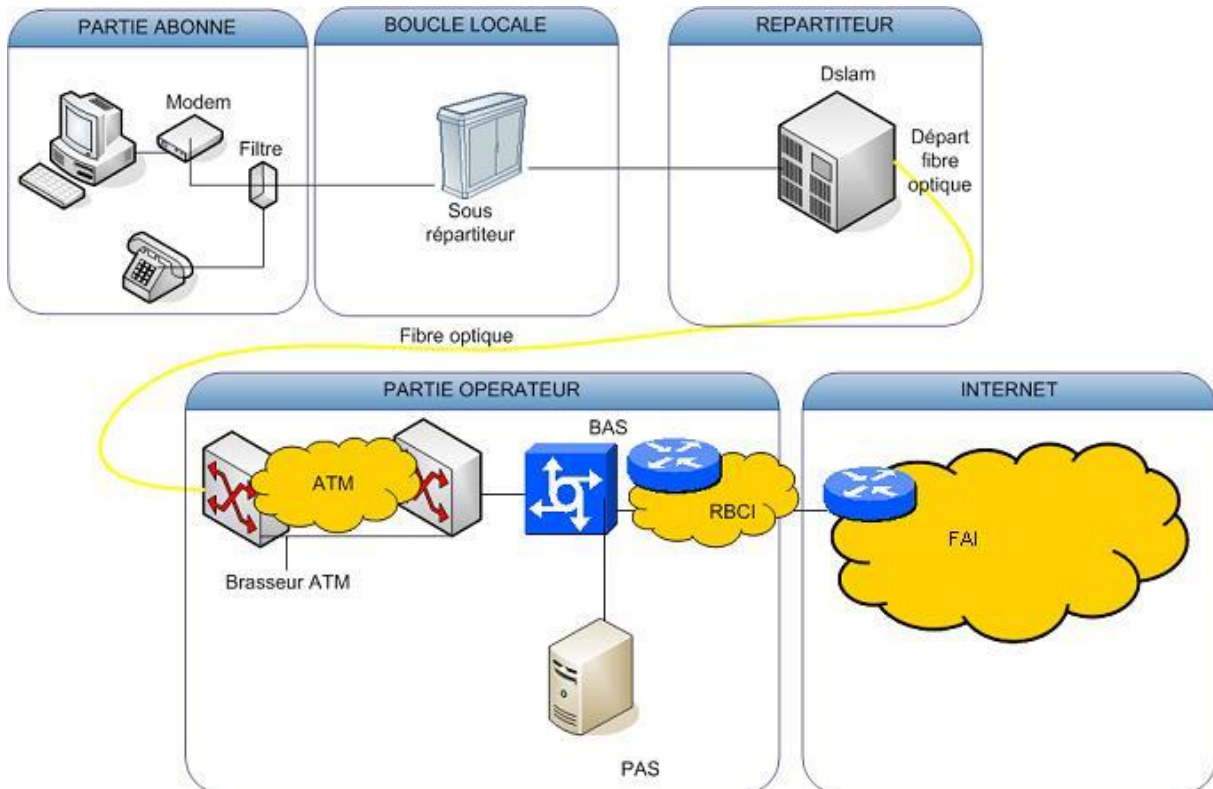 PARTIE ABONNE
Modem
Filtre
BOUCLE LOCALE
Sous
répartiteur
REPARTITEUR
Dslam
Départ
fibre
optique
Fibre optique
PARTIE OPERATEUR
ATM
Brasseur ATM
BAS
RBCI
PAS
INTERNET
FAI